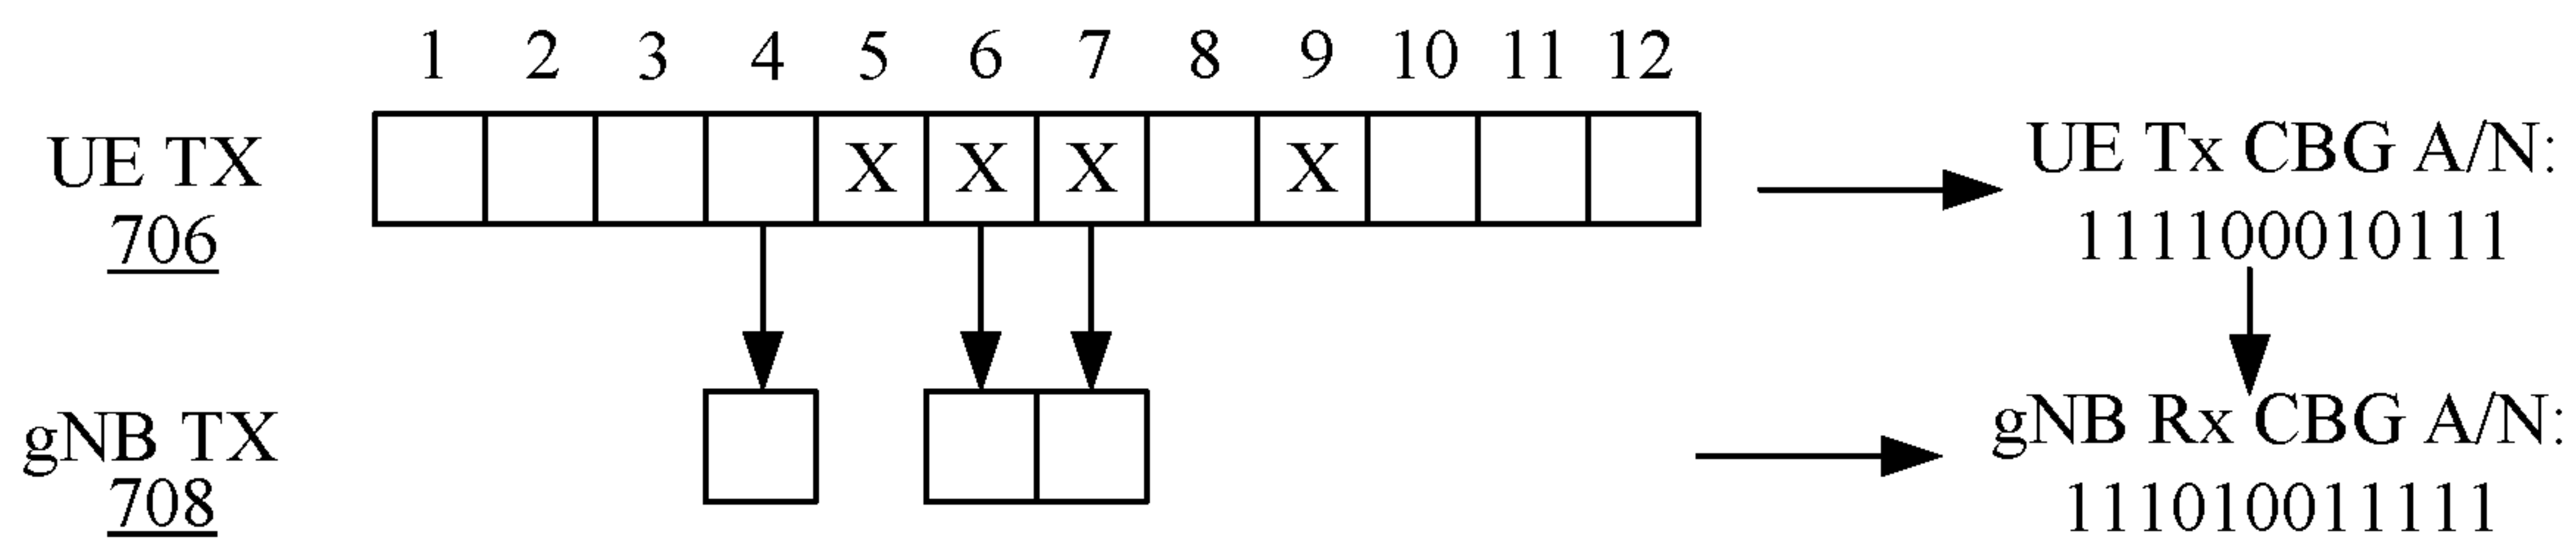 1 2 3 4 5 6 7 8 9 10 11 12
UE TX
706
X X X X
UE Tx CBG A/N:
111100010111
gNB TX
708
gNB Rx CBG A/N:
111010011111